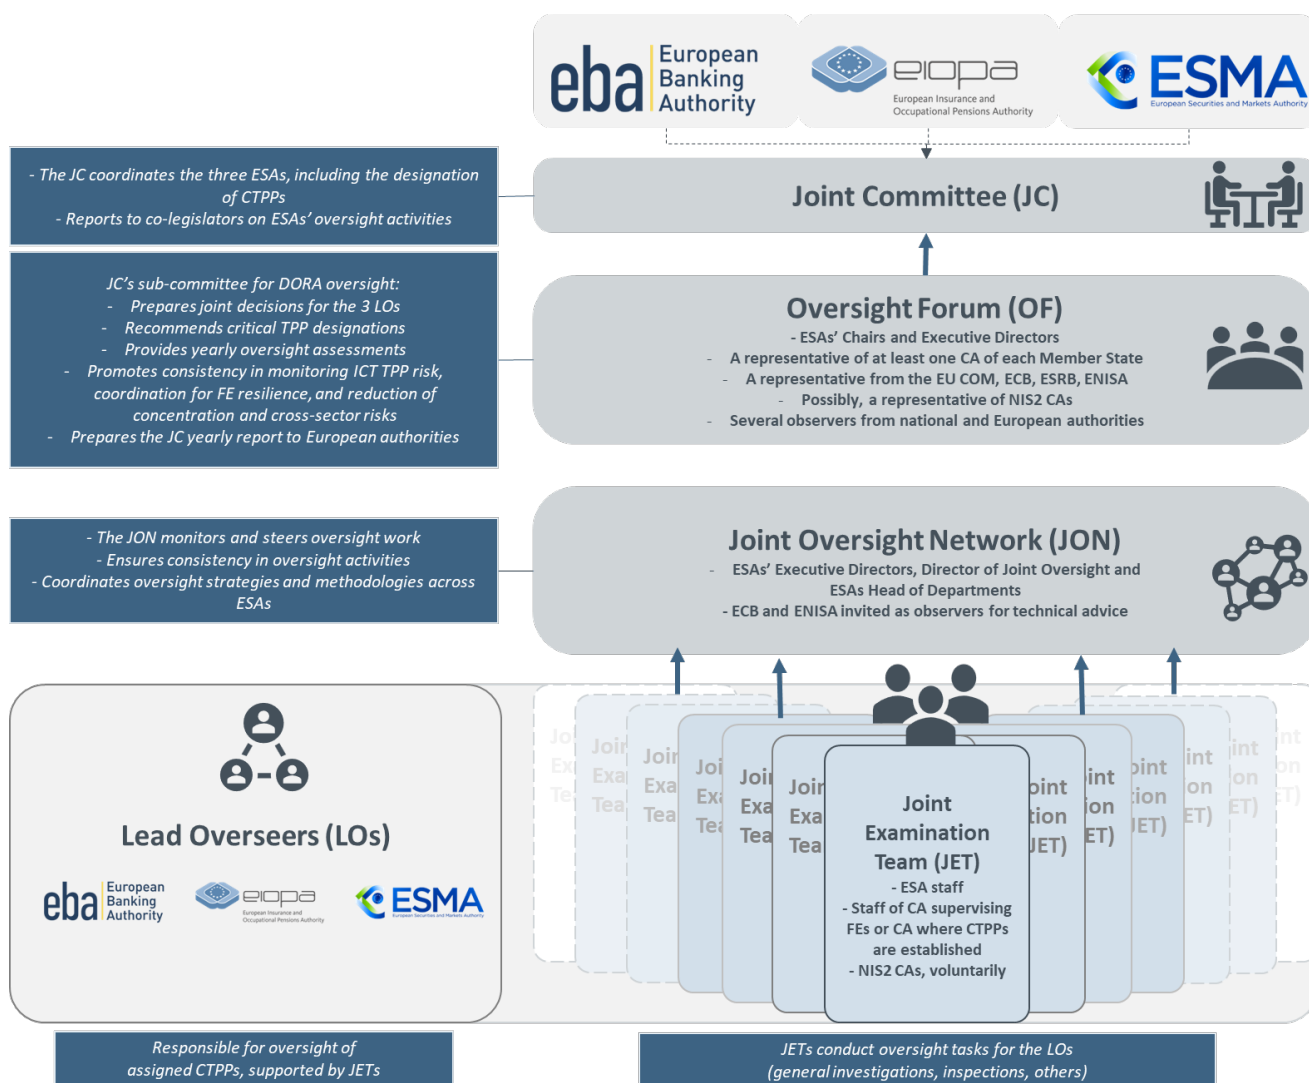 eba European
Banking
Authority
eiopa
European Insurance and
Occupational Pensions Authority
ESMA
European Securities and Markets Authority
- The JC coordinates the three ESAs, including the designation
of CTPPs
- Reports to co-legislators on ESAs' oversight activities
Joint Committee (JC)
JC's sub-committee for DORA oversight:
- Prepares joint decisions for the 3 LOs
- Recommends critical TPP designations
- Provides yearly oversight assessments
- Promotes consistency in monitoring ICT TPP risk,
coordination for FE resilience, and reduction of
concentration and cross-sector risks
- Prepares the JC yearly report to European authorities
Oversight Forum (OF)
- ESAs' Chairs and Executive Directors
- A representative of at least one CA of each Member State
- A representative from the EU COM, ECB, ESRB, ENISA
- Possibly, a representative of NIS2 CAs
- Several observers from national and European authorities
- The JON monitors and steers oversight work
- Ensures consistency in oversight activities
- Coordinates oversight strategies and methodologies across
ESAs
Joint Oversight Network (JON)
- ESAs' Executive Directors, Director of Joint Oversight and
ESAs Head of Departments
- ECB and ENISA invited as observers for technical advice
Lead Overseers (LOs)
eba European
Banking
Authority
eiopa
European Insurance and
Occupational Pensions Authority
ESMA
European Securities and Markets Authority
Joint
Examination
Team (JET)
- ESA staff
- Staff of CA supervising
FEs or CA where CTPPs
are established
- NIS2 CAs, voluntarily
Responsible for oversight of
assigned CTPPs, supported by JETs
JETs conduct oversight tasks for the LOs
(general investigations, inspections, others)